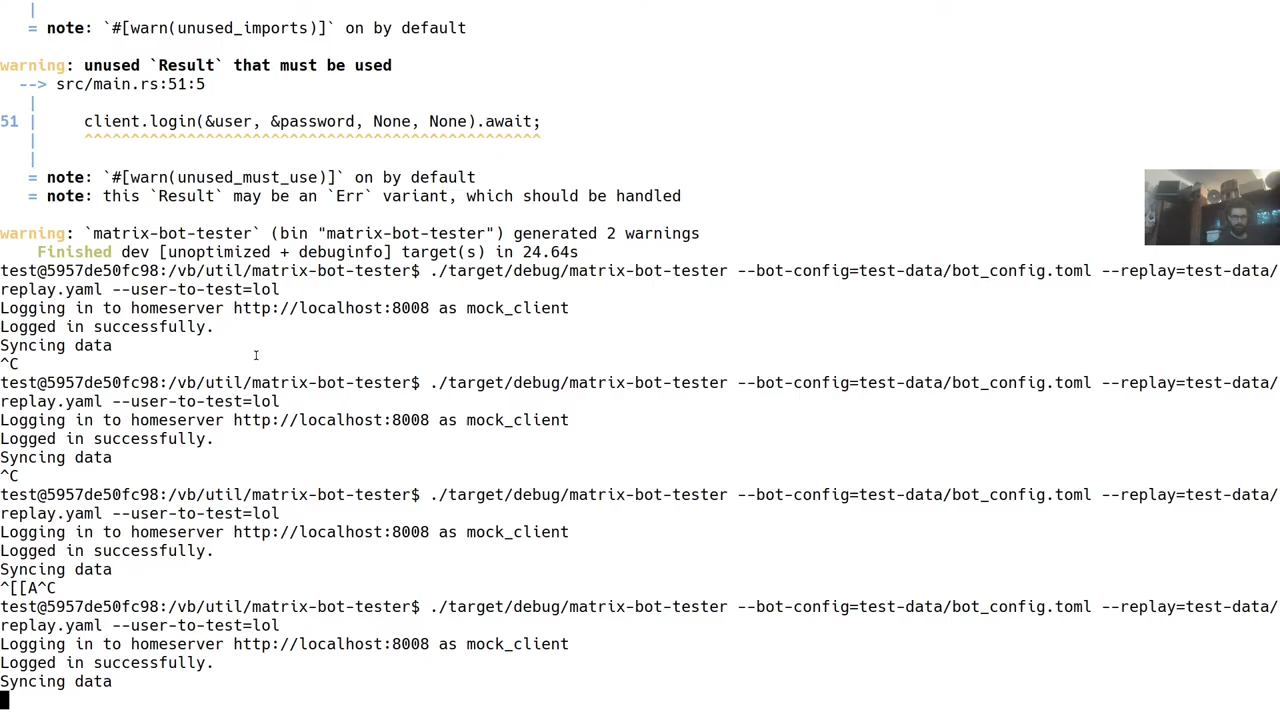 |
= note: `#[warn(unused_imports)]` on by default
warning: unused `Result` that must be used
--> src/main.rs:51:5
|
51 | client.login(&user, &password, None, None).await;
| ^^^^^^^^^^^^^^^^^^^^^^^^^^^^^^^^^^^^^^^^^^^^^^^^^
|
= note: `#[warn(unused_must_use)]` on by default
= note: this `Result` may be an `Err` variant, which should be handled
warning: `matrix-bot-tester` (bin "matrix-bot-tester") generated 2 warnings
Finished dev [unoptimized + debuginfo] target(s) in 24.64s
test@5957de50fc98:/vb/util/matrix-bot-tester$ ./target/debug/matrix-bot-tester --bot-config=test-data/bot_config.toml --replay=test-data/
replay.yaml --user-to-test=lol
Logging in to homeserver http://localhost:8008 as mock_client
Logged in successfully.
Syncing data
^C
test@5957de50fc98:/vb/util/matrix-bot-tester$ ./target/debug/matrix-bot-tester --bot-config=test-data/bot_config.toml --replay=test-data/
replay.yaml --user-to-test=lol
Logging in to homeserver http://localhost:8008 as mock_client
Logged in successfully.
Syncing data
^C
test@5957de50fc98:/vb/util/matrix-bot-tester$ ./target/debug/matrix-bot-tester --bot-config=test-data/bot_config.toml --replay=test-data/
replay.yaml --user-to-test=lol
Logging in to homeserver http://localhost:8008 as mock_client
Logged in successfully.
Syncing data
^[[A^C
test@5957de50fc98:/vb/util/matrix-bot-tester$ ./target/debug/matrix-bot-tester --bot-config=test-data/bot_config.toml --replay=test-data/
replay.yaml --user-to-test=lol
Logging in to homeserver http://localhost:8008 as mock_client
Logged in successfully.
Syncing data